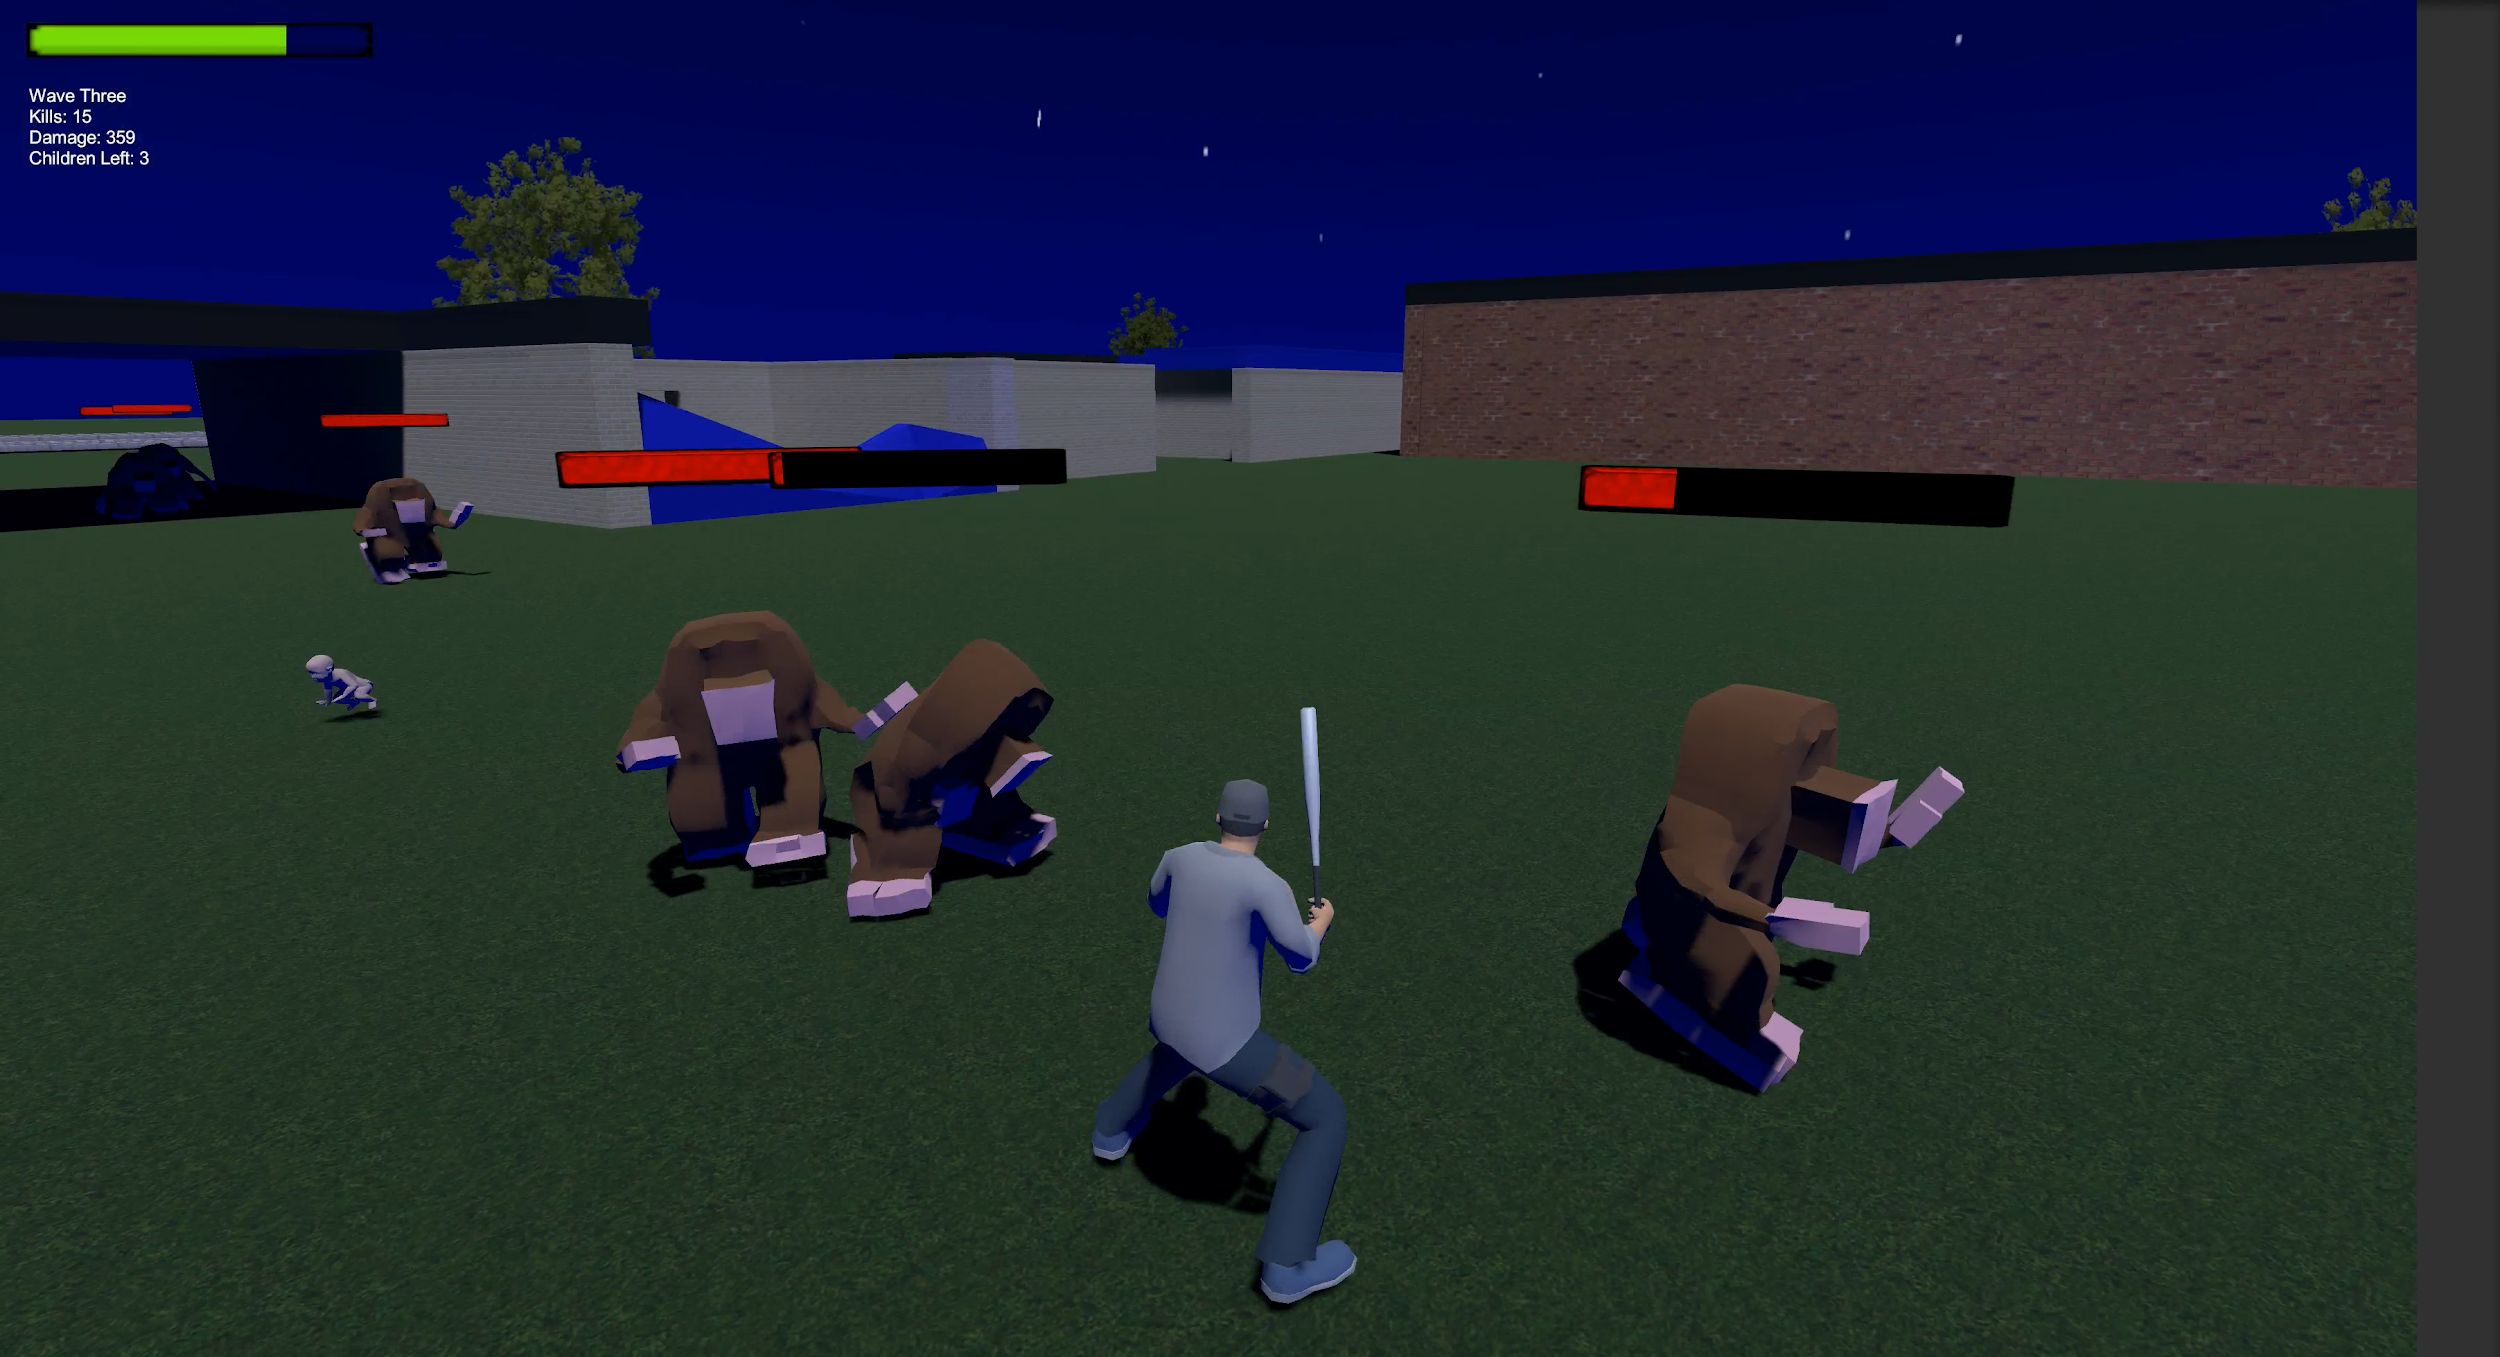 Wave Three
Kills: 15
Damage: 359
Children Left: 3